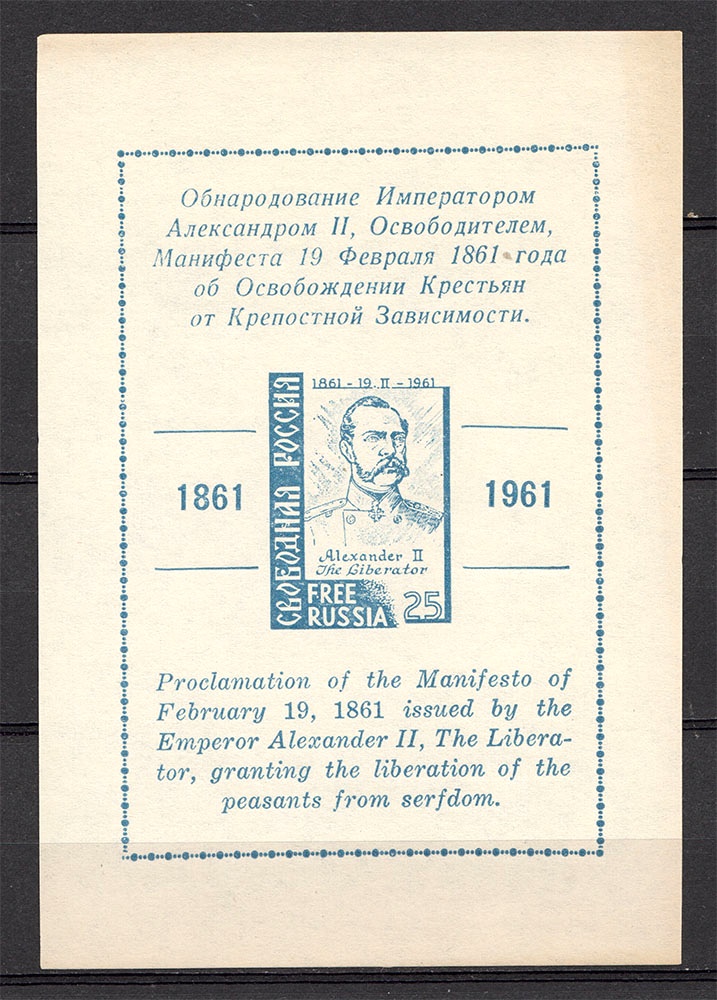 Обнародование Императором
Александром II, Освободителем,
Манифеста 19 Февраля 1861 года
об Освобождении Крестьян
от Крепостной Зависимости.
СВОБОДНАЯ РОССИЯ
1861 - 19. II - 1961
1861
1961
Alexander II
The Liberator
FREE
RUSSIA
25
Proclamation of the Manifesto of
February 19, 1861 issued by the
Emperor Alexander II, The Libera-
tor, granting the liberation of the
peasants from serfdom.